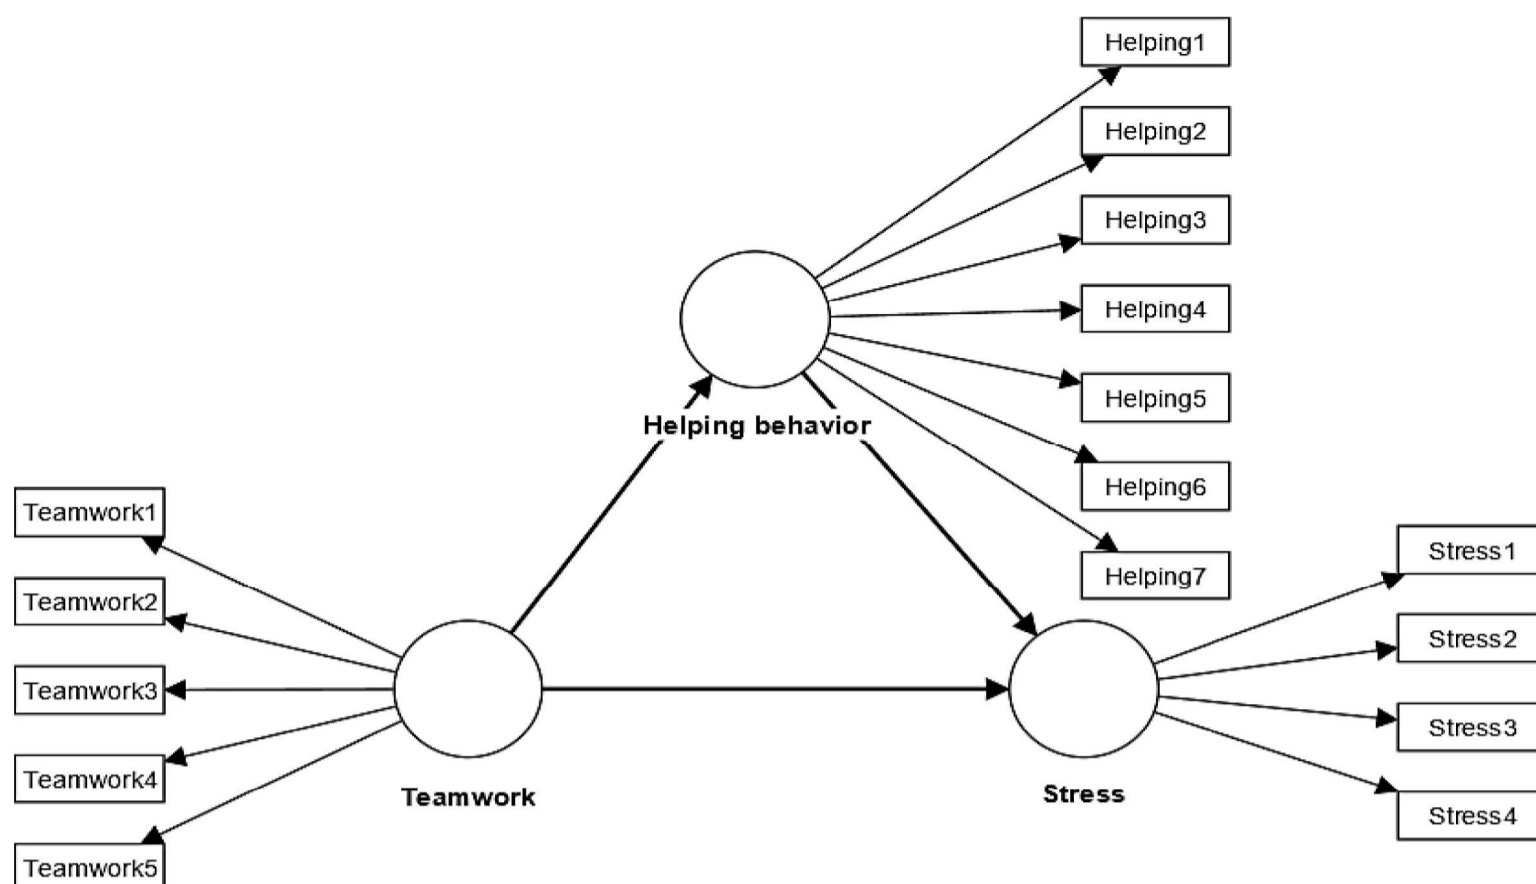 Helping1
Helping2
Helping3
Helping4
Helping5
Helping6
Helping7
Helping behavior
Teamwork1
Teamwork2
Teamwork3
Teamwork4
Teamwork5
Teamwork
Stress1
Stress2
Stress3
Stress4
Stress